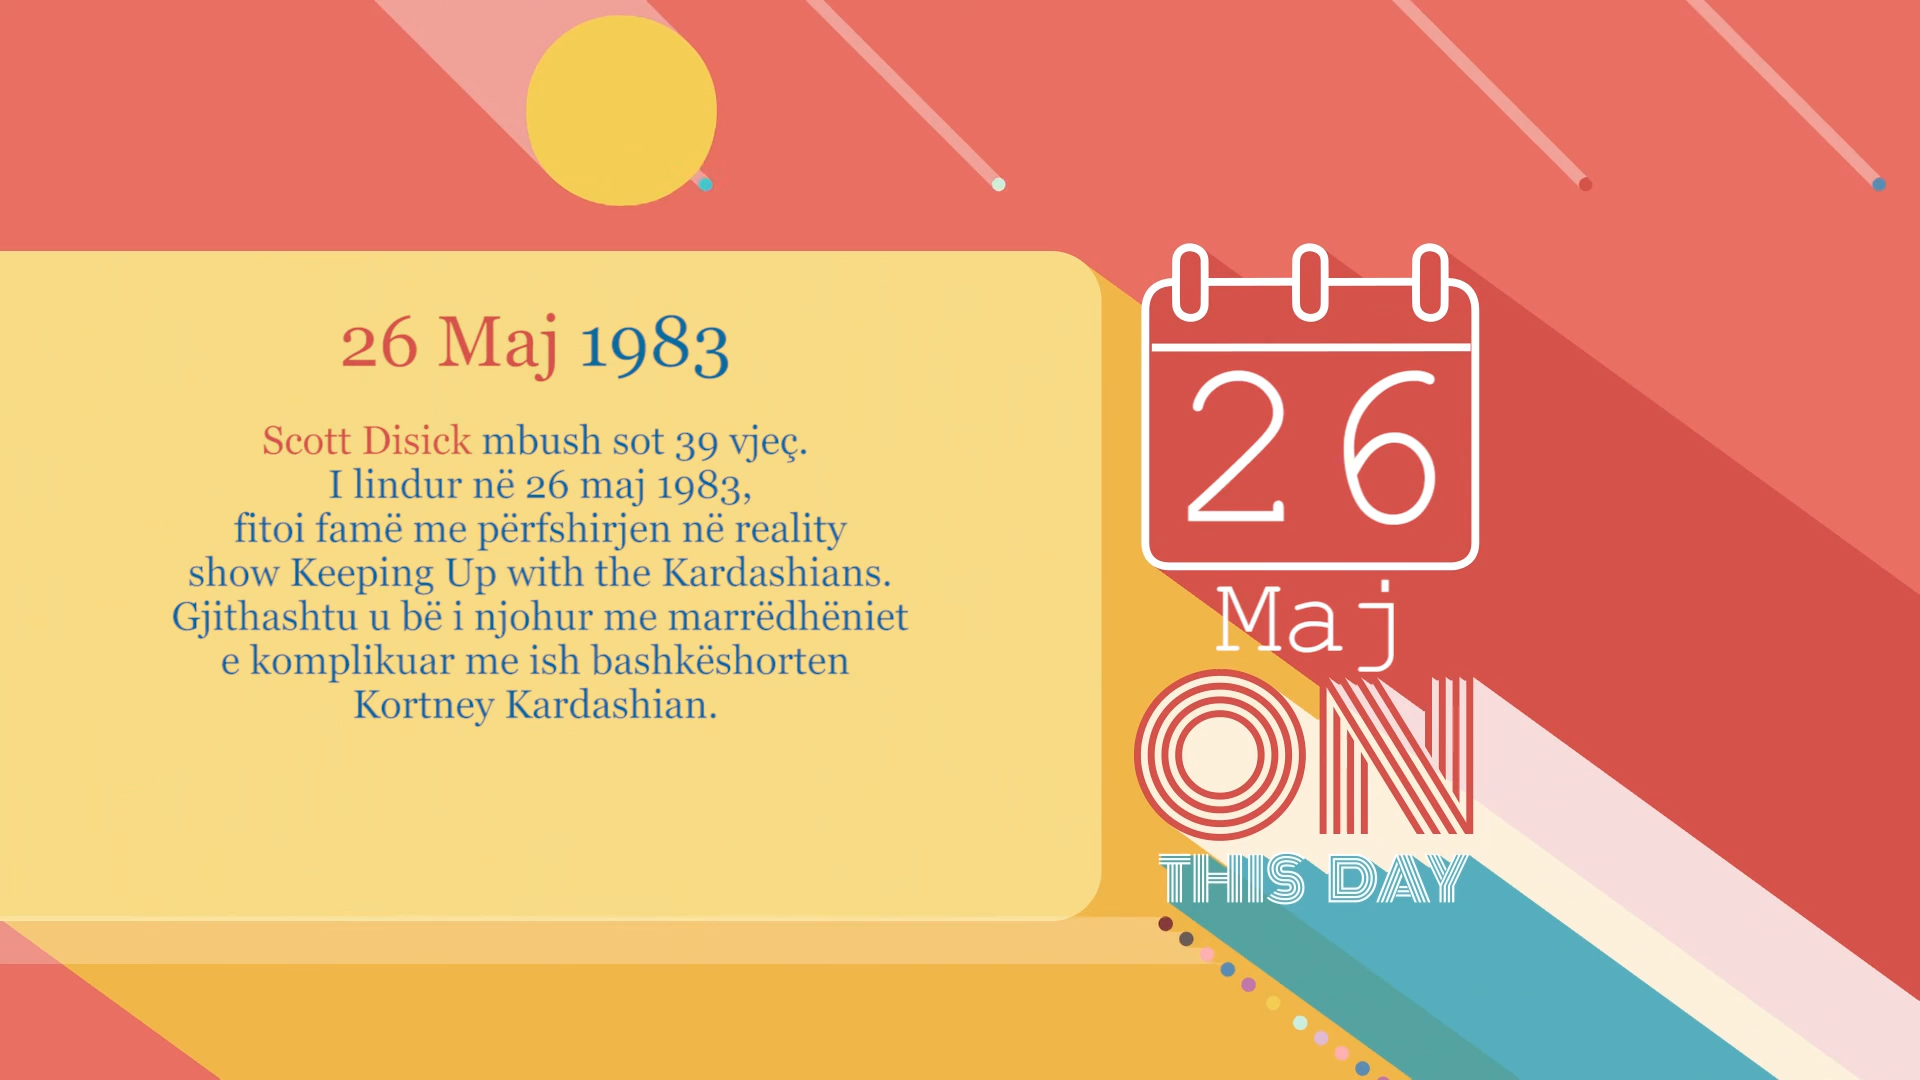 26 Maj 1983
Scott Disick mbush sot 39 vjeç.
I lindur në 26 maj 1983,
fitoi famë me përfshirjen në reality
show Keeping Up with the Kardashians.
Gjithashtu u bë i njohur me marrëdhëniet
e komplikuar me ish bashkëshorten
Kortney Kardashian.
26
Maj
ON
THIS DAY